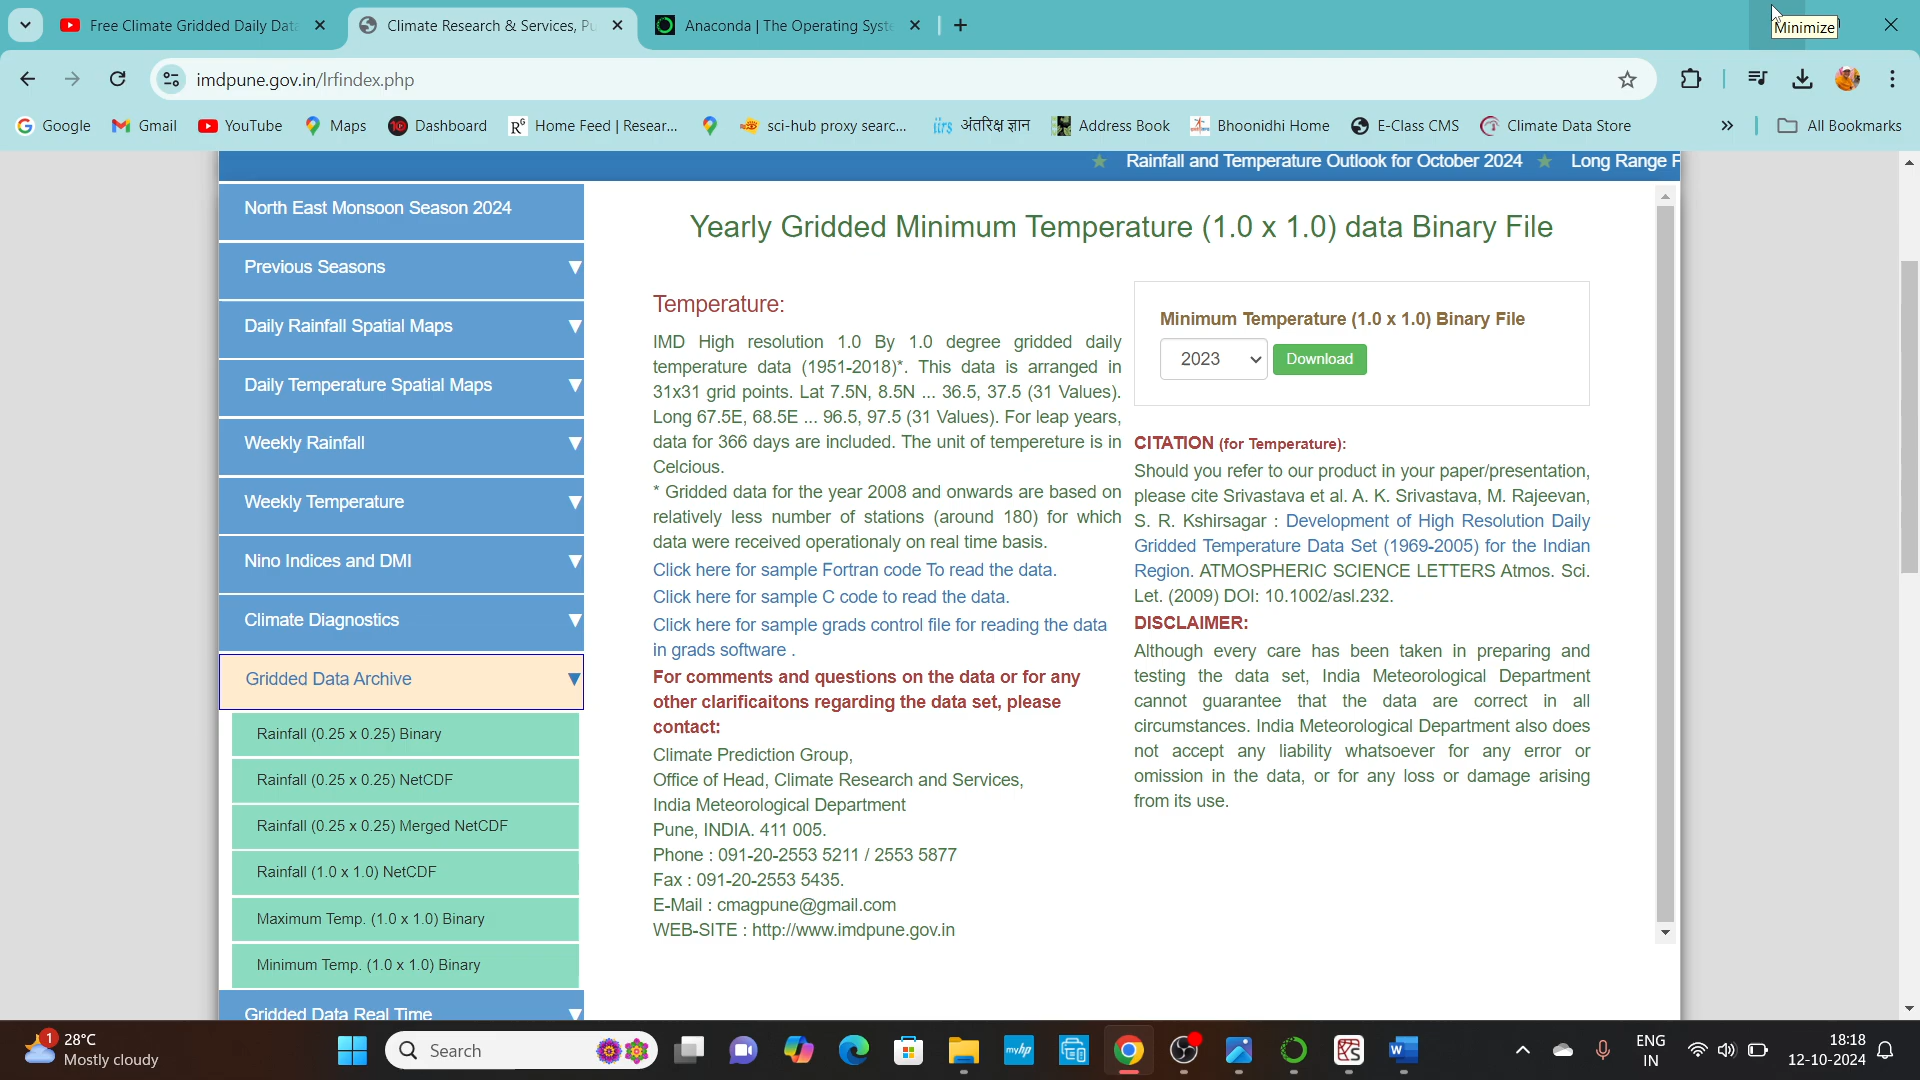 Free Climate Gridded Daily Data
Climate Research & Services, Pu
Anaconda | The Operating Syste
Minimize
imdpune.gov.in/lrfindex.php
Google
Gmail
YouTube
Maps
Dashboard
Home Feed | Resear...
sci-hub proxy searc...
अंतरिक्ष ज्ञान
Address Book
Bhoonidhi Home
E-Class CMS
Climate Data Store
All Bookmarks
★ Rainfall and Temperature Outlook for October 2024 ★ Long Range F
North East Monsoon Season 2024
Previous Seasons
Daily Rainfall Spatial Maps
Daily Temperature Spatial Maps
Weekly Rainfall
Weekly Temperature
Nino Indices and DMI
Climate Diagnostics
Gridded Data Archive
Rainfall (0.25 x 0.25) Binary
Rainfall (0.25 x 0.25) NetCDF
Rainfall (0.25 x 0.25) Merged NetCDF
Rainfall (1.0 x 1.0) NetCDF
Maximum Temp. (1.0 x 1.0) Binary
Minimum Temp. (1.0 x 1.0) Binary
Gridded Data Real Time
Yearly Gridded Minimum Temperature (1.0 x 1.0) data Binary File
Temperature:
IMD High resolution 1.0 By 1.0 degree gridded daily
temperature data (1951-2018)*. This data is arranged in
31x31 grid points. Lat 7.5N, 8.5N ... 36.5, 37.5 (31 Values).
Long 67.5E, 68.5E ... 96.5, 97.5 (31 Values). For leap years,
data for 366 days are included. The unit of tempereture is in
Celcious.
* Gridded data for the year 2008 and onwards are based on
relatively less number of stations (around 180) for which
data were received operationaly on real time basis.
Click here for sample Fortran code To read the data.
Click here for sample C code to read the data.
Click here for sample grads control file for reading the data
in grads software .
For comments and questions on the data or for any
other clarificaitons regarding the data set, please
contact:
Climate Prediction Group,
Office of Head, Climate Research and Services,
India Meteorological Department
Pune, INDIA. 411 005.
Phone : 091-20-2553 5211 / 2553 5877
Fax : 091-20-2553 5435.
E-Mail : cmagpune@gmail.com
WEB-SITE : http://www.imdpune.gov.in
Minimum Temperature (1.0 x 1.0) Binary File
2023
Download
CITATION (for Temperature):
Should you refer to our product in your paper/presentation,
please cite Srivastava et al. A. K. Srivastava, M. Rajeevan,
S. R. Kshirsagar : Development of High Resolution Daily
Gridded Temperature Data Set (1969-2005) for the Indian
Region. ATMOSPHERIC SCIENCE LETTERS Atmos. Sci.
Let. (2009) DOI: 10.1002/asl.232.
DISCLAIMER:
Although every care has been taken in preparing and
testing the data set, India Meteorological Department
cannot guarantee that the data are correct in all
circumstances. India Meteorological Department also does
not accept any liability whatsoever for any error or
omission in the data, or for any loss or damage arising
from its use.
1
28°C
Mostly cloudy
Search
myhp
ENG
IN
18:18
12-10-2024